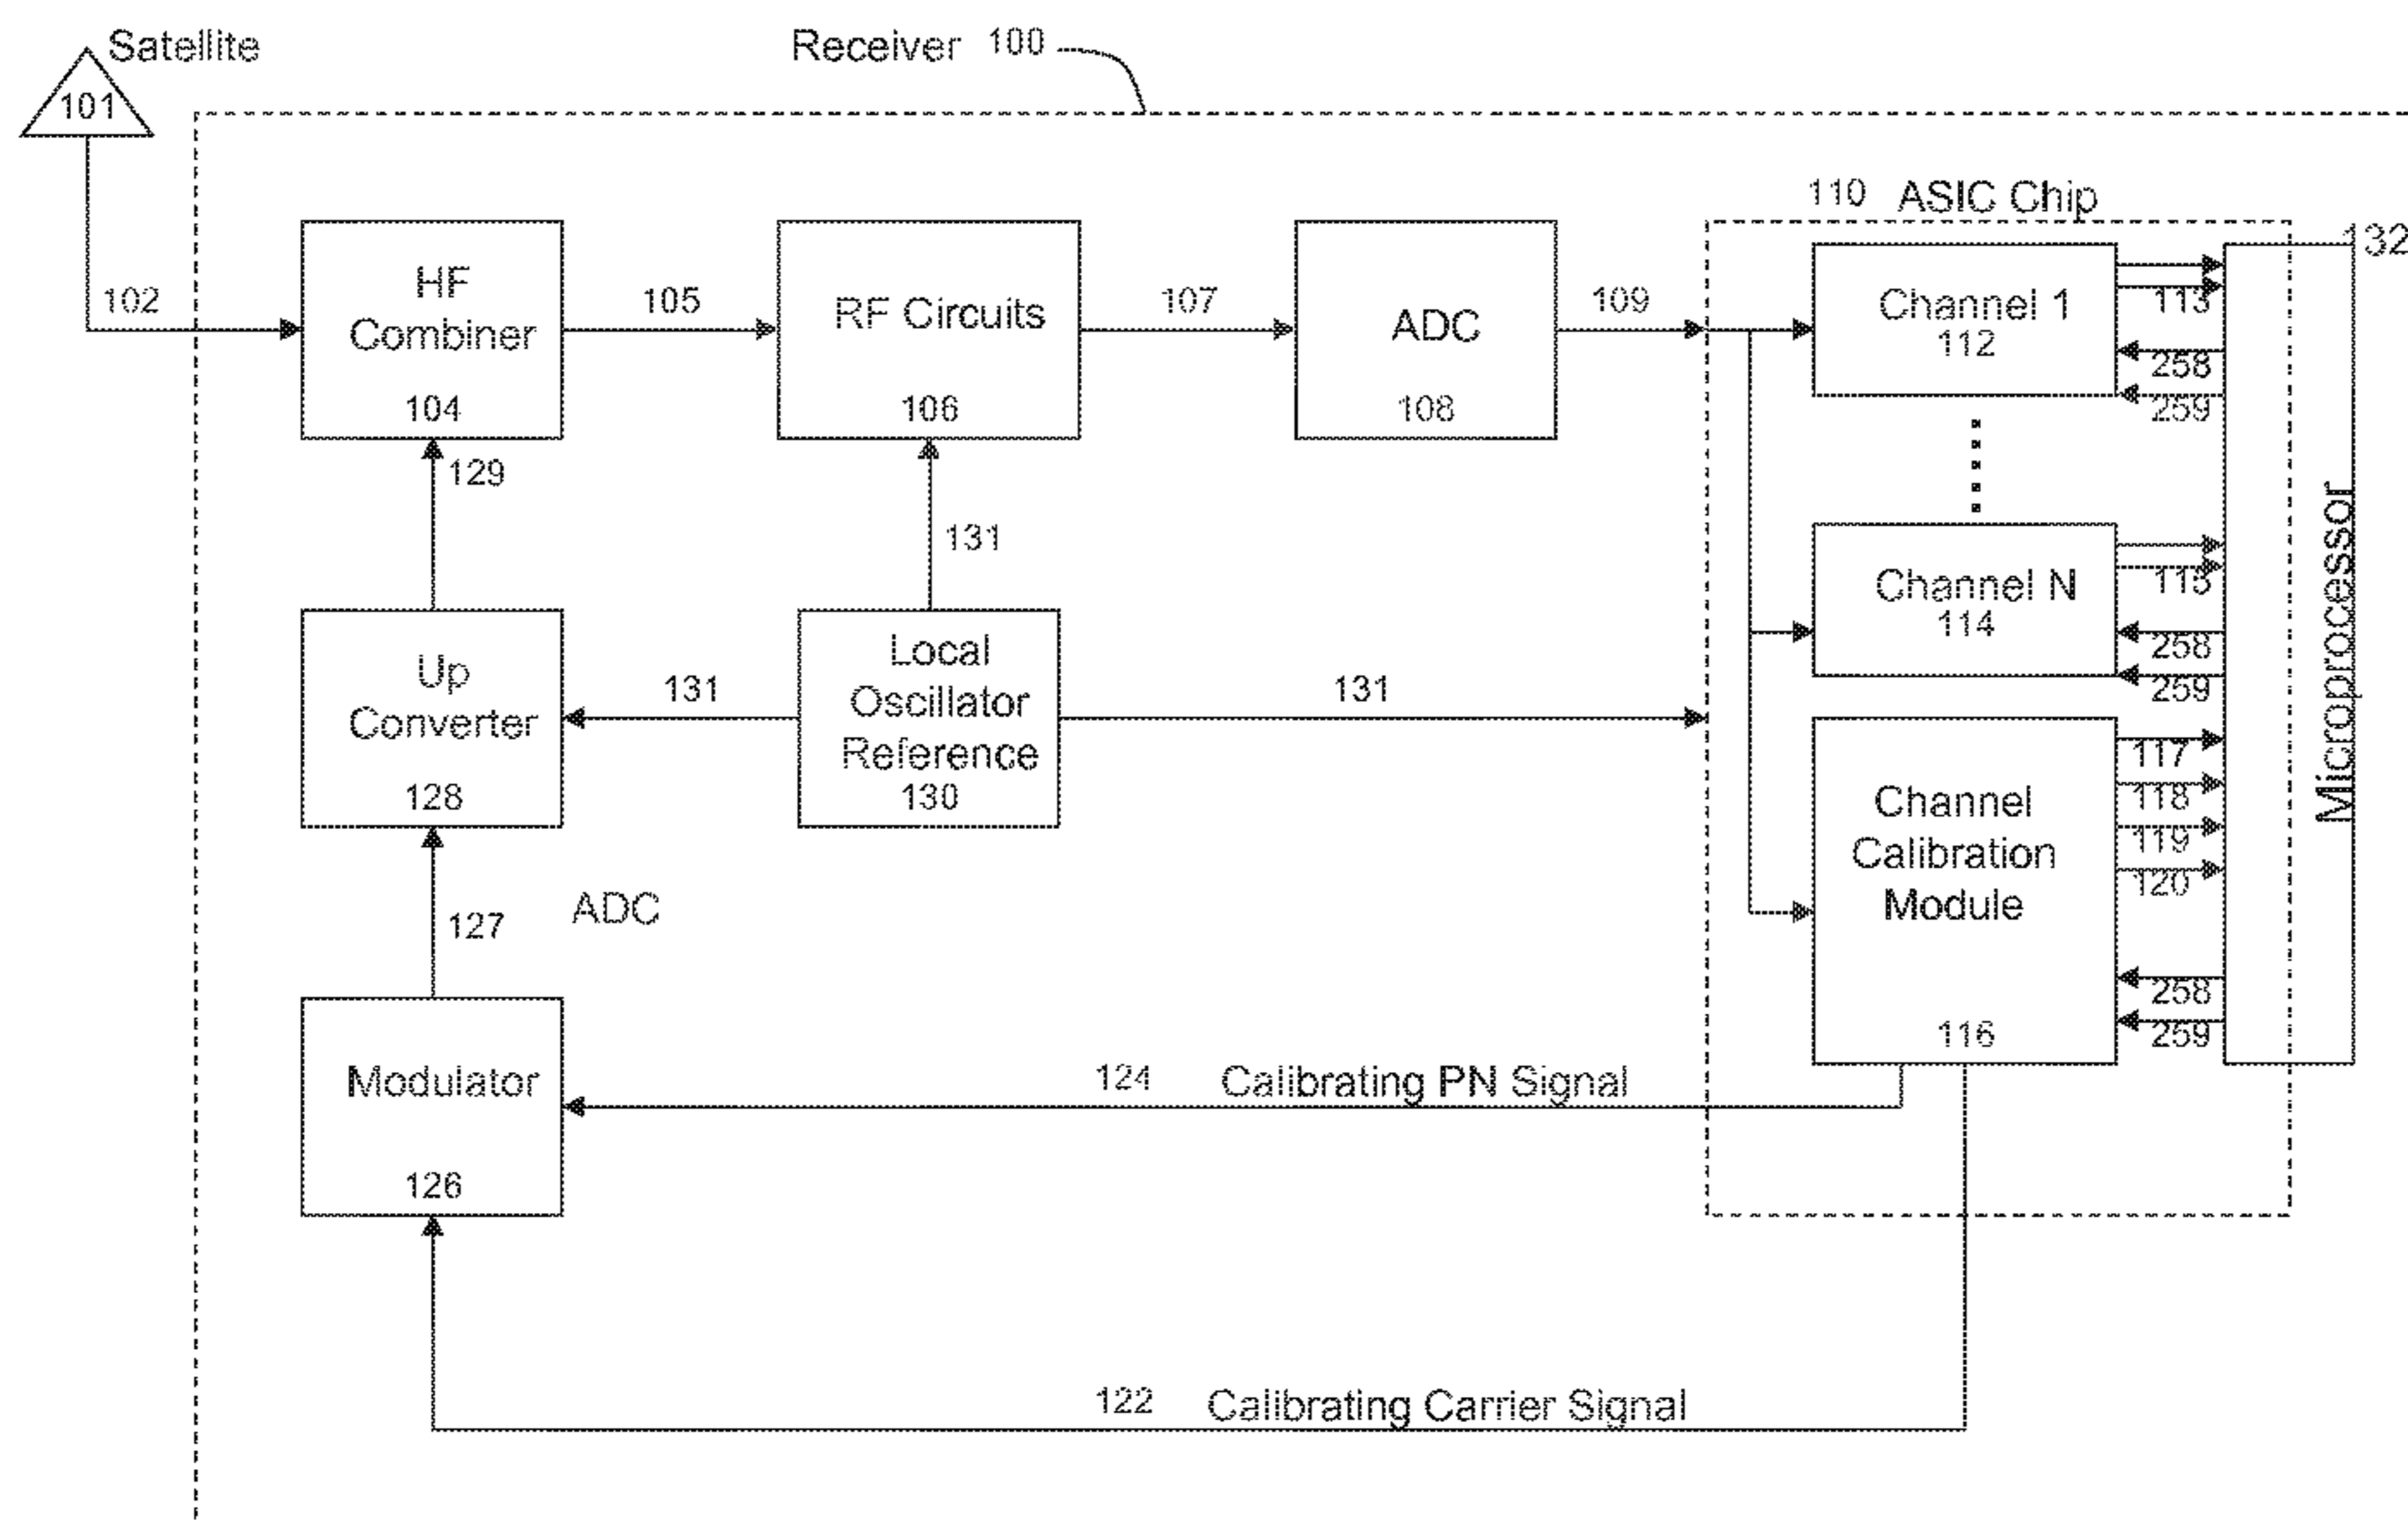 Satellite
101
Receiver 100
110 ASIC Chip
132
102
HF
Combiner
104
105
RF Circuits
106
107
ADC
108
109
Channel 1
112
113
258
259
129
131
Channel N
114
115
258
259
Microprocessor
Up
Converter
128
131
Local
Oscillator
Reference
130
131
Channel
Calibration
Module
116
117
118
119
120
258
259
127
ADC
Modulator
126
124 Calibrating PN Signal
122 Calibrating Carrier Signal